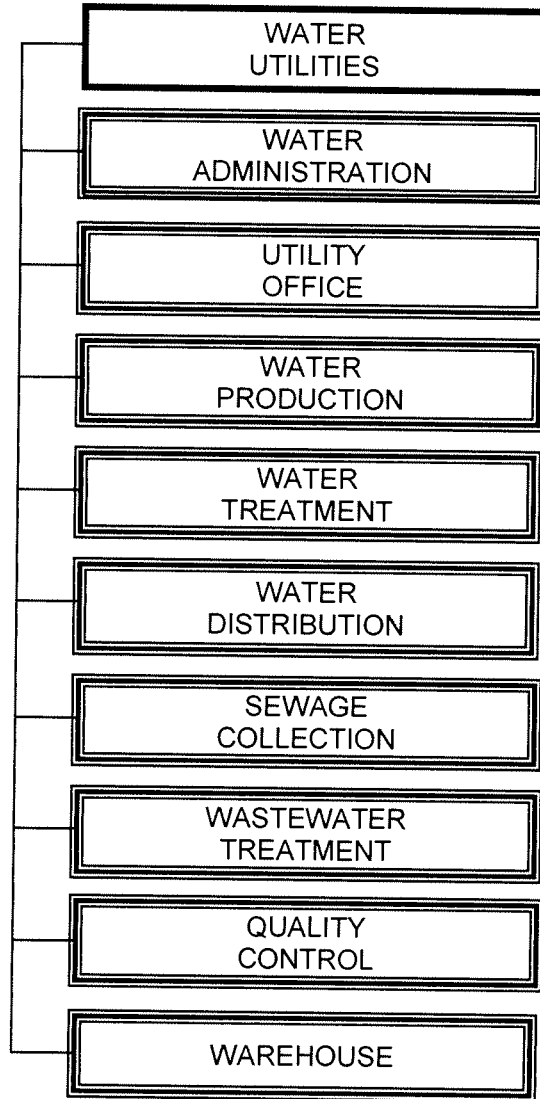 WATER
UTILITIES
WATER
ADMINISTRATION
UTILITY
OFFICE
WATER
PRODUCTION
WATER
TREATMENT
WATER
DISTRIBUTION
SEWAGE
COLLECTION
WASTEWATER
TREATMENT
QUALITY
CONTROL
WAREHOUSE